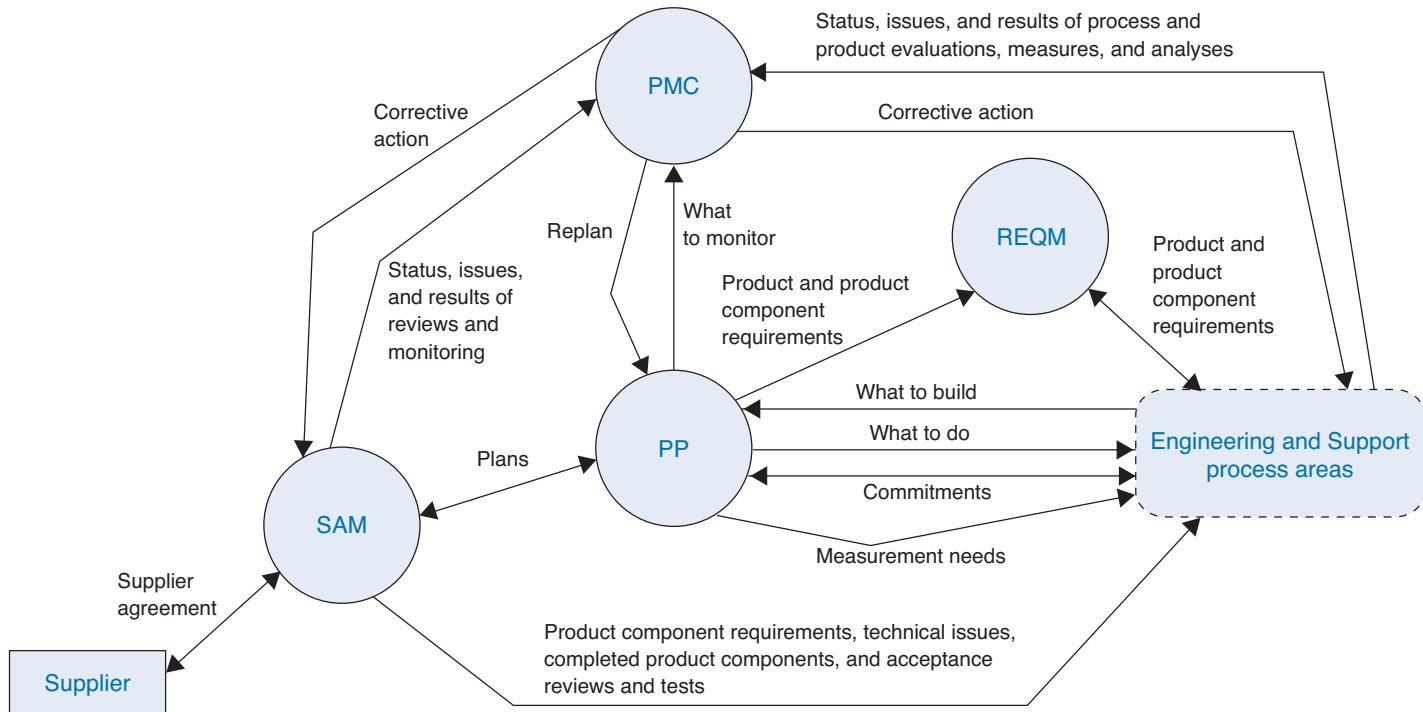 Status, issues, and results of process and
product evaluations, measures, and analyses
PMC
Corrective
action
Corrective action
Replan
What
to monitor
REQM
Product and
product
component
requirements
Status, issues,
and results of
reviews and
monitoring
Product and product
component
requirements
What to build
PP
What to do
Engineering and Support
process areas
Plans
Commitments
SAM
Measurement needs
Supplier
agreement
Product component requirements, technical issues,
completed product components, and acceptance
reviews and tests
Supplier